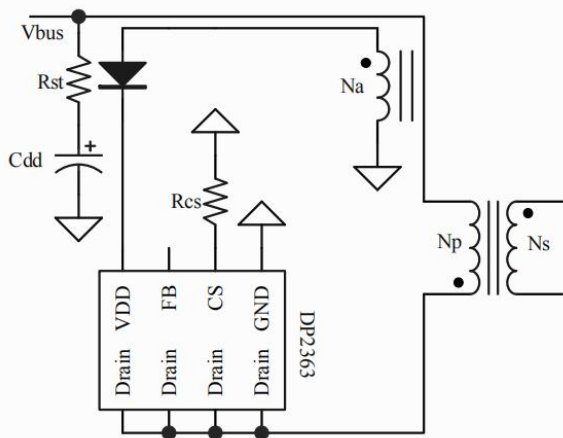 Vbus
Rst
Na
+
Cdd
Rcs
Np
Ns
VDD
FB
CS
GND
DP2363
Drain
Drain
Drain
Drain